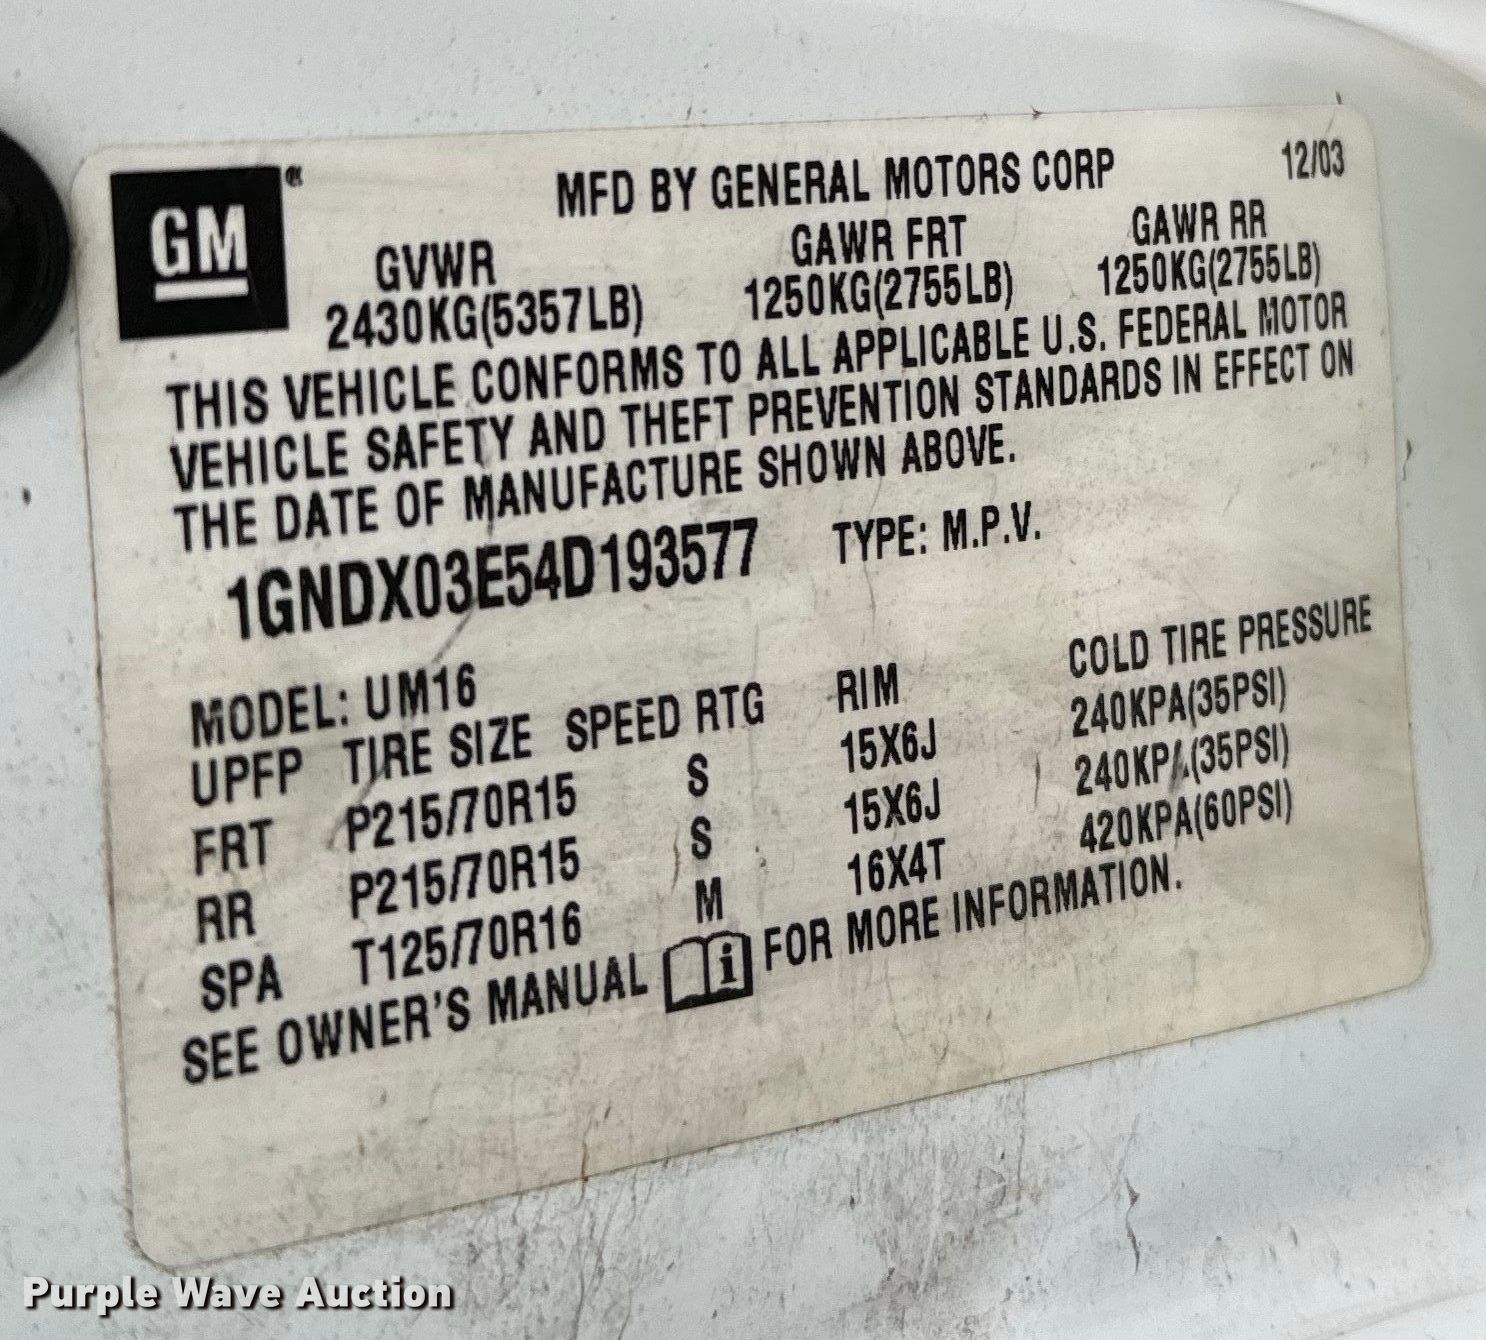 GM®
MFD BY GENERAL MOTORS CORP 12/03
GVWR GAWR FRT GAWR RR
2430KG(5357LB) 1250KG(2755LB) 1250KG(2755LB)
THIS VEHICLE CONFORMS TO ALL APPLICABLE U.S. FEDERAL MOTOR
VEHICLE SAFETY AND THEFT PREVENTION STANDARDS IN EFFECT ON
THE DATE OF MANUFACTURE SHOWN ABOVE.
1GNDX03E54D193577 TYPE: M.P.V.
MODEL: UM16
UPFP TIRE SIZE SPEED RTG RIM COLD TIRE PRESSURE
FRT P215/70R15 S 15X6J 240KPA(35PSI)
RR P215/70R15 S 15X6J 240KPA(35PSI)
SPA T125/70R16 M 16X4T 420KPA(60PSI)
SEE OWNER'S MANUAL i FOR MORE INFORMATION.
Purple Wave Auction